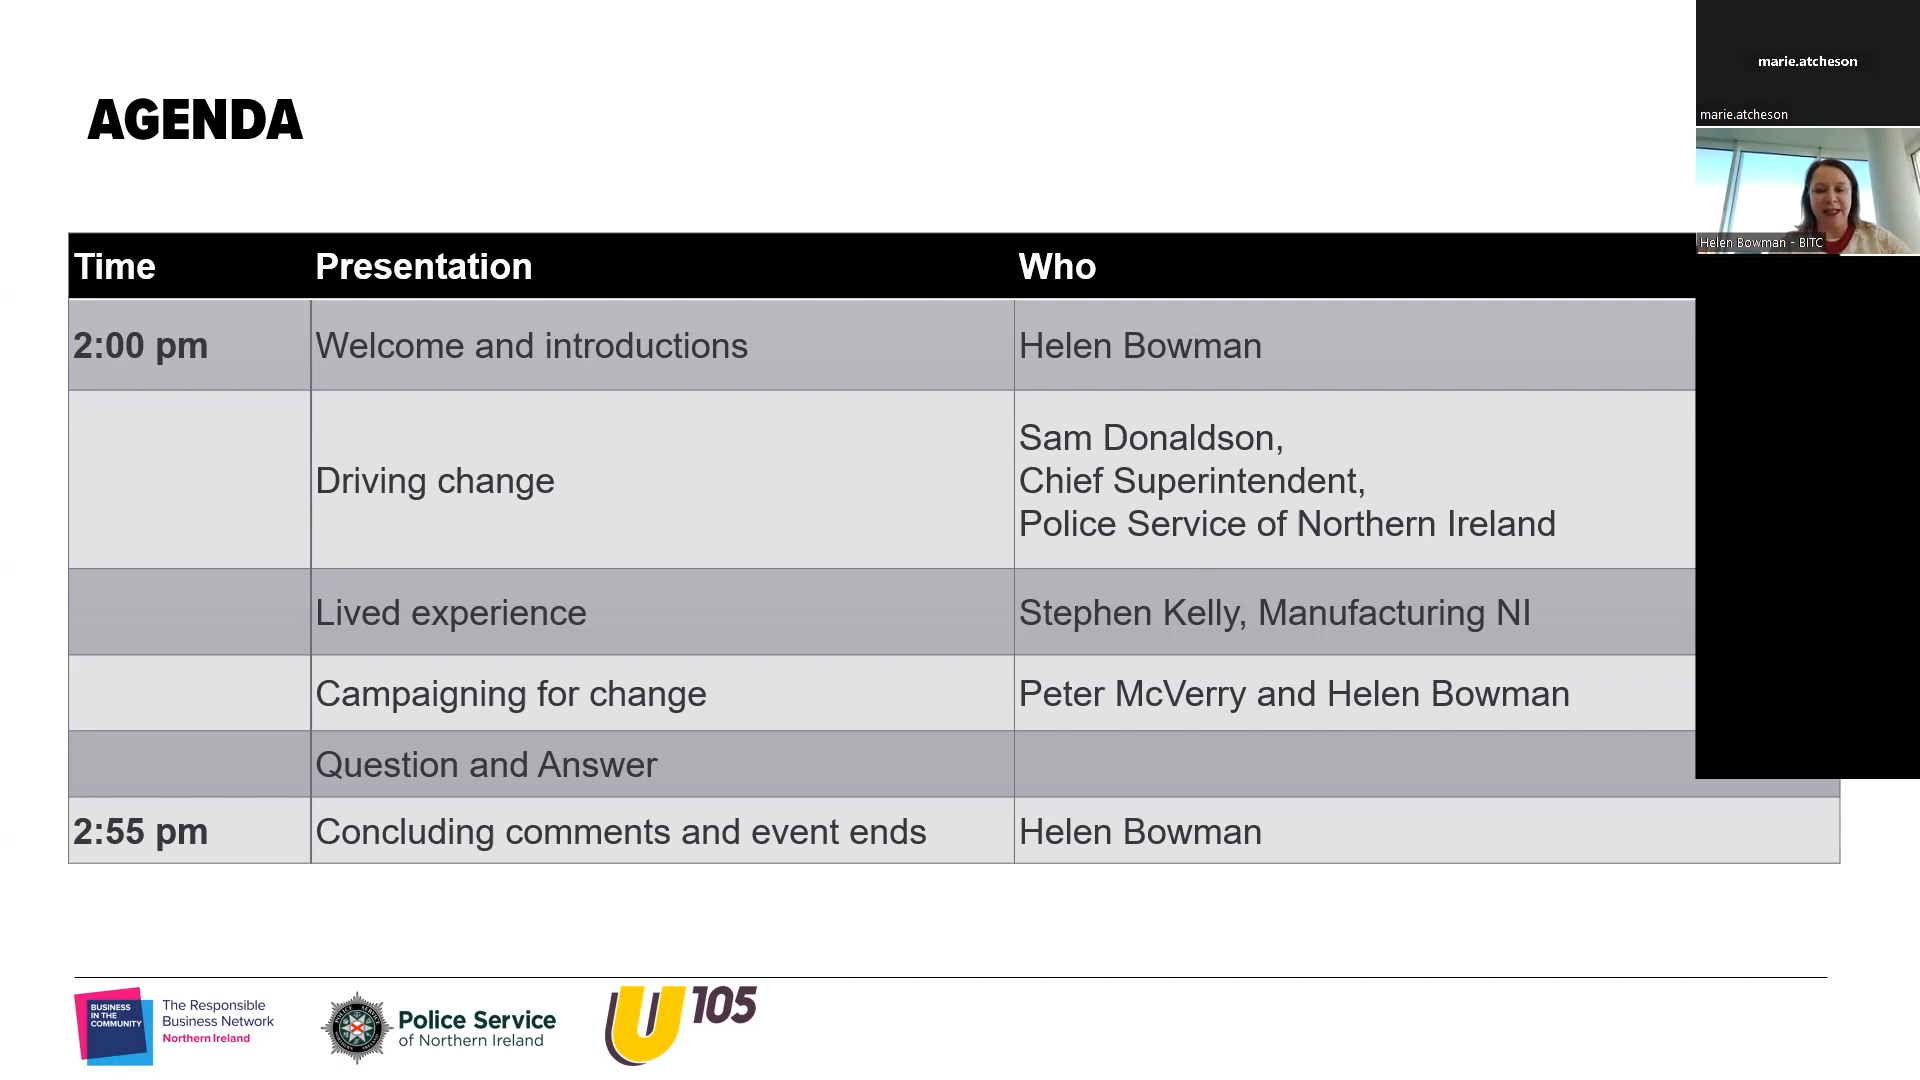 marie.atcheson
marie.atcheson
Helen Bowman - BITC
AGENDA
Time Presentation Who
2:00 pm Welcome and introductions Helen Bowman
Driving change Sam Donaldson,
Chief Superintendent,
Police Service of Northern Ireland
Lived experience Stephen Kelly, Manufacturing NI
Campaigning for change Peter McVerry and Helen Bowman
Question and Answer
2:55 pm Concluding comments and event ends Helen Bowman
BUSINESS
IN THE
COMMUNITY
The Responsible
Business Network
Northern Ireland
Police Service
of Northern Ireland
U105